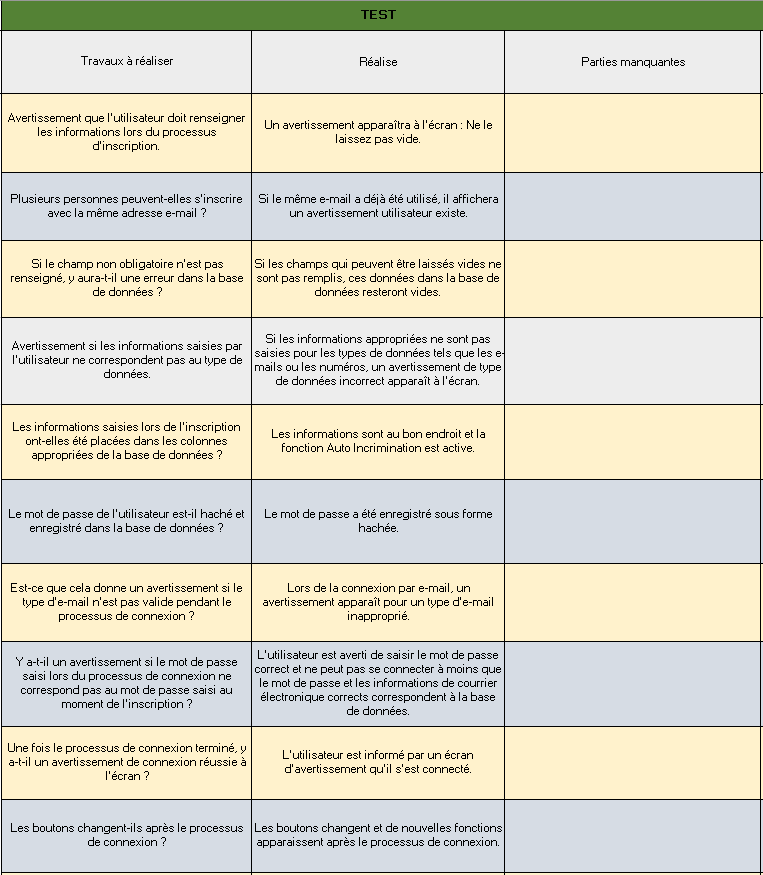 TEST
Travaux à réaliser
Réalise
Parties manquantes
Avertissement que l'utilisateur doit renseigner
les informations lors du processus
d'inscription.
Un avertissement apparaîtra à l'écran : Ne le
laissez pas vide.
Plusieurs personnes peuvent-elles s'inscrire
avec la même adresse e-mail ?
Si le même e-mail a déjà été utilisé, il affichera
un avertissement utilisateur existe.
Si le champ non obligatoire n'est pas
renseigné, y aura-t-il une erreur dans la base
de données ?
Si les champs qui peuvent être laissés vides ne
sont pas remplis, ces données dans la base de
données resteront vides.
Avertissement si les informations saisies par
l'utilisateur ne correspondent pas au type de
données.
Si les informations appropriées ne sont pas
saisies pour les types de données tels que les e-
mails ou les numéros, un avertissement de type
de données incorrect apparaît à l'écran.
Les informations saisies lors de l'inscription
ont-elles été placées dans les colonnes
appropriées de la base de données ?
Les informations sont au bon endroit et la
fonction Auto Incrimination est active.
Le mot de passe de l'utilisateur est-il haché et
enregistré dans la base de données ?
Le mot de passe a été enregistré sous forme
hachée.
Est-ce que cela donne un avertissement si le
type d'e-mail n'est pas valide pendant le
processus de connexion ?
Lors de la connexion par e-mail, un
avertissement apparaît pour un type d'e-mail
inapproprié.
Y a-t-il un avertissement si le mot de passe
saisi lors du processus de connexion ne
correspond pas au mot de passe saisi au
moment de l'inscription ?
L'utilisateur est averti de saisir le mot de passe
correct et ne peut pas se connecter à moins que
le mot de passe et les informations de courrier
électronique corrects correspondent à la base
de données.
Une fois le processus de connexion terminé, y
a-t-il un avertissement de connexion réussie à
l'écran ?
L'utilisateur est informé par un écran
d'avertissement qu'il s'est connecté.
Les boutons changent-ils après le processus
de connexion ?
Les boutons changent et de nouvelles fonctions
apparaissent après le processus de connexion.